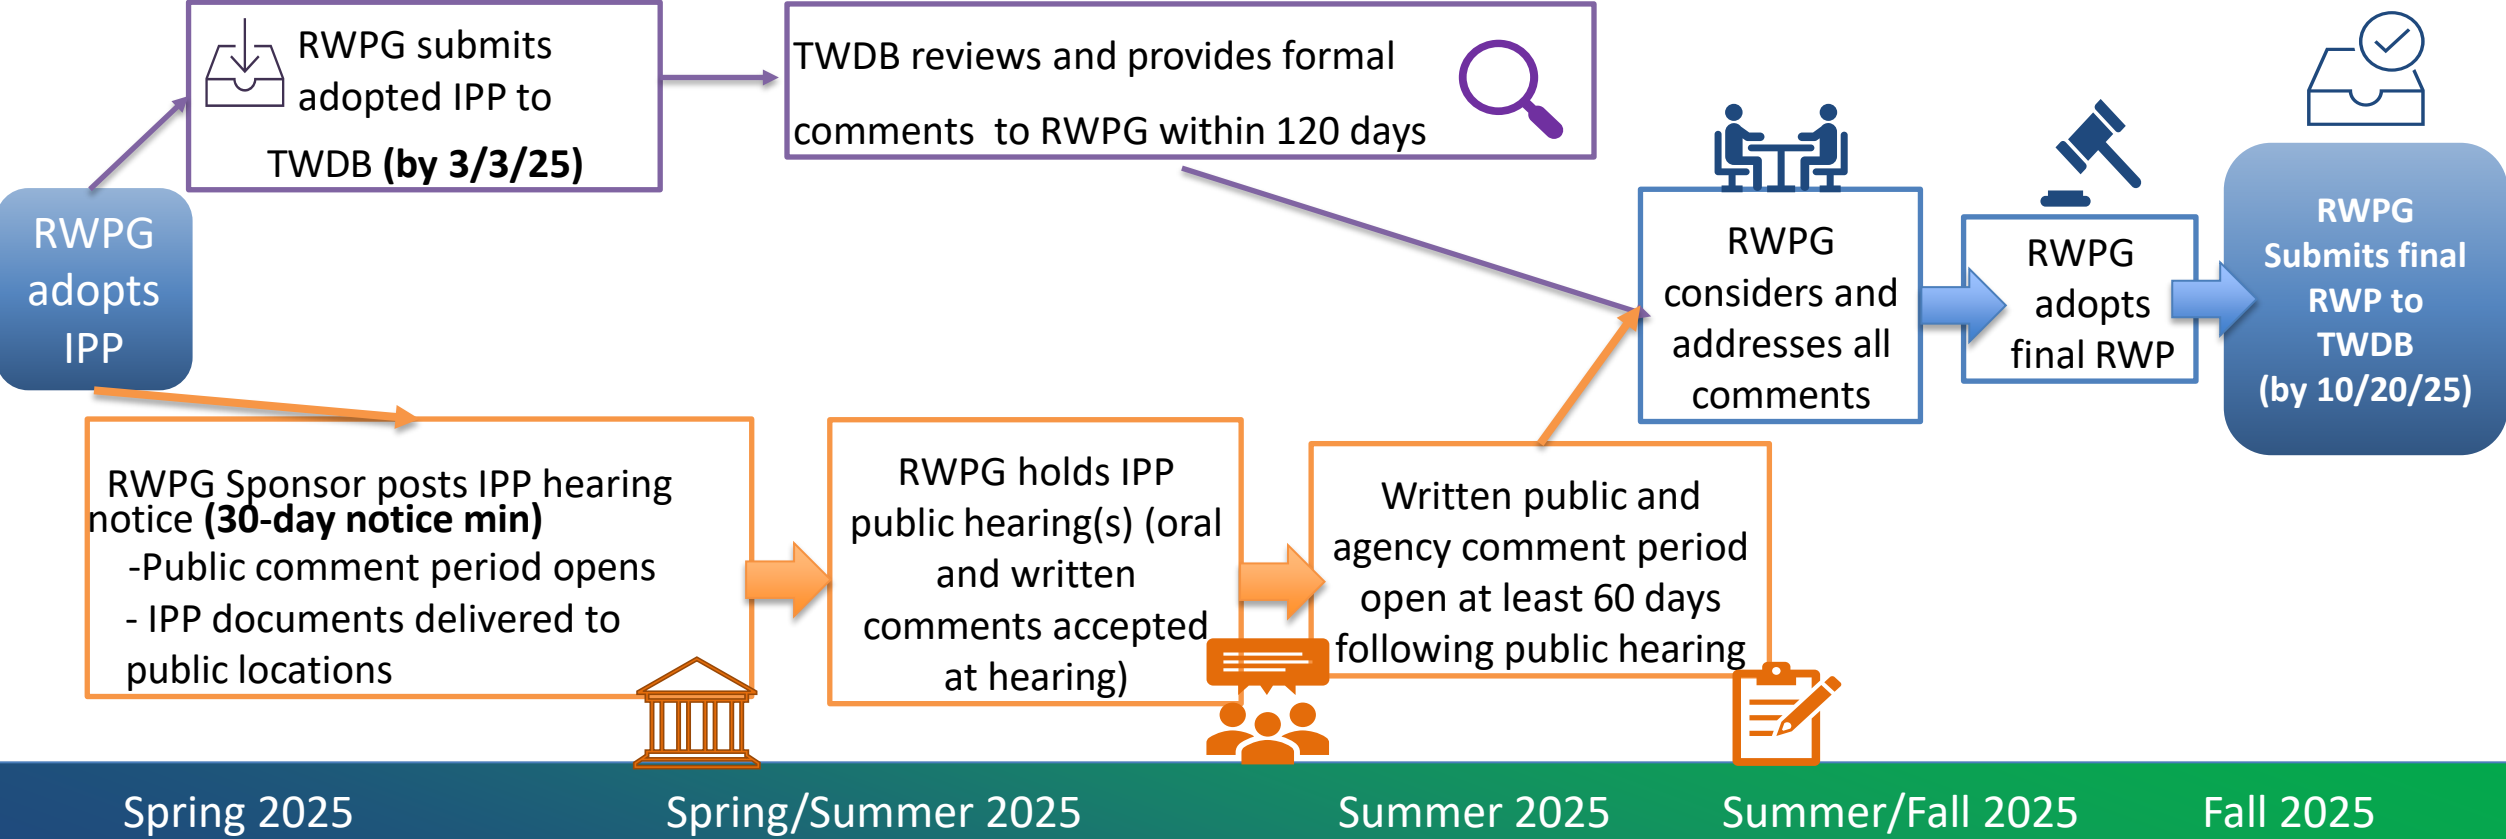 RWPG
adopts
IPP
RWPG submits
adopted IPP to
TWDB (by 3/3/25)
TWDB reviews and provides formal
comments  to RWPG within 120 days
RWPG Sponsor posts IPP hearing
notice (30-day notice min)
-Public comment period opens
- IPP documents delivered to
public locations
RWPG holds IPP
public hearing(s) (oral
and written
comments accepted
at hearing)
Written public and
agency comment period
open at least 60 days
following public hearing
RWPG
considers and
addresses all
comments
RWPG
adopts
final RWP
RWPG
Submits final
RWP to
TWDB
(by 10/20/25)
Spring 2025
Spring/Summer 2025
Summer 2025
Summer/Fall 2025
Fall 2025